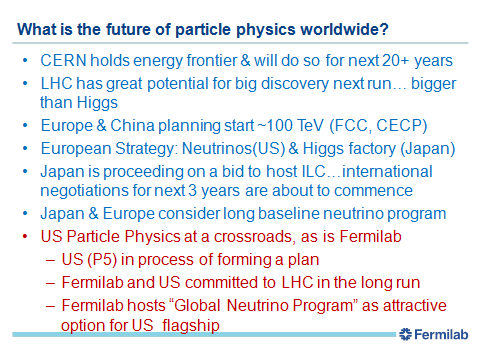 What is the future of particle physics worldwide?
• CERN holds energy frontier & will do so for next 20+ years
• LHC has great potential for big discovery next run… bigger
than Higgs
• Europe & China planning start ~100 TeV (FCC, CECP)
• European Strategy: Neutrinos(US) & Higgs factory (Japan)
• Japan is proceeding on a bid to host ILC…international
negotiations for next 3 years are about to commence
• Japan & Europe consider long baseline neutrino program
• US Particle Physics at a crossroads, as is Fermilab
– US (P5) in process of forming a plan
– Fermilab and US committed to LHC in the long run
– Fermilab hosts “Global Neutrino Program” as attractive
option for US flagship
Fermilab